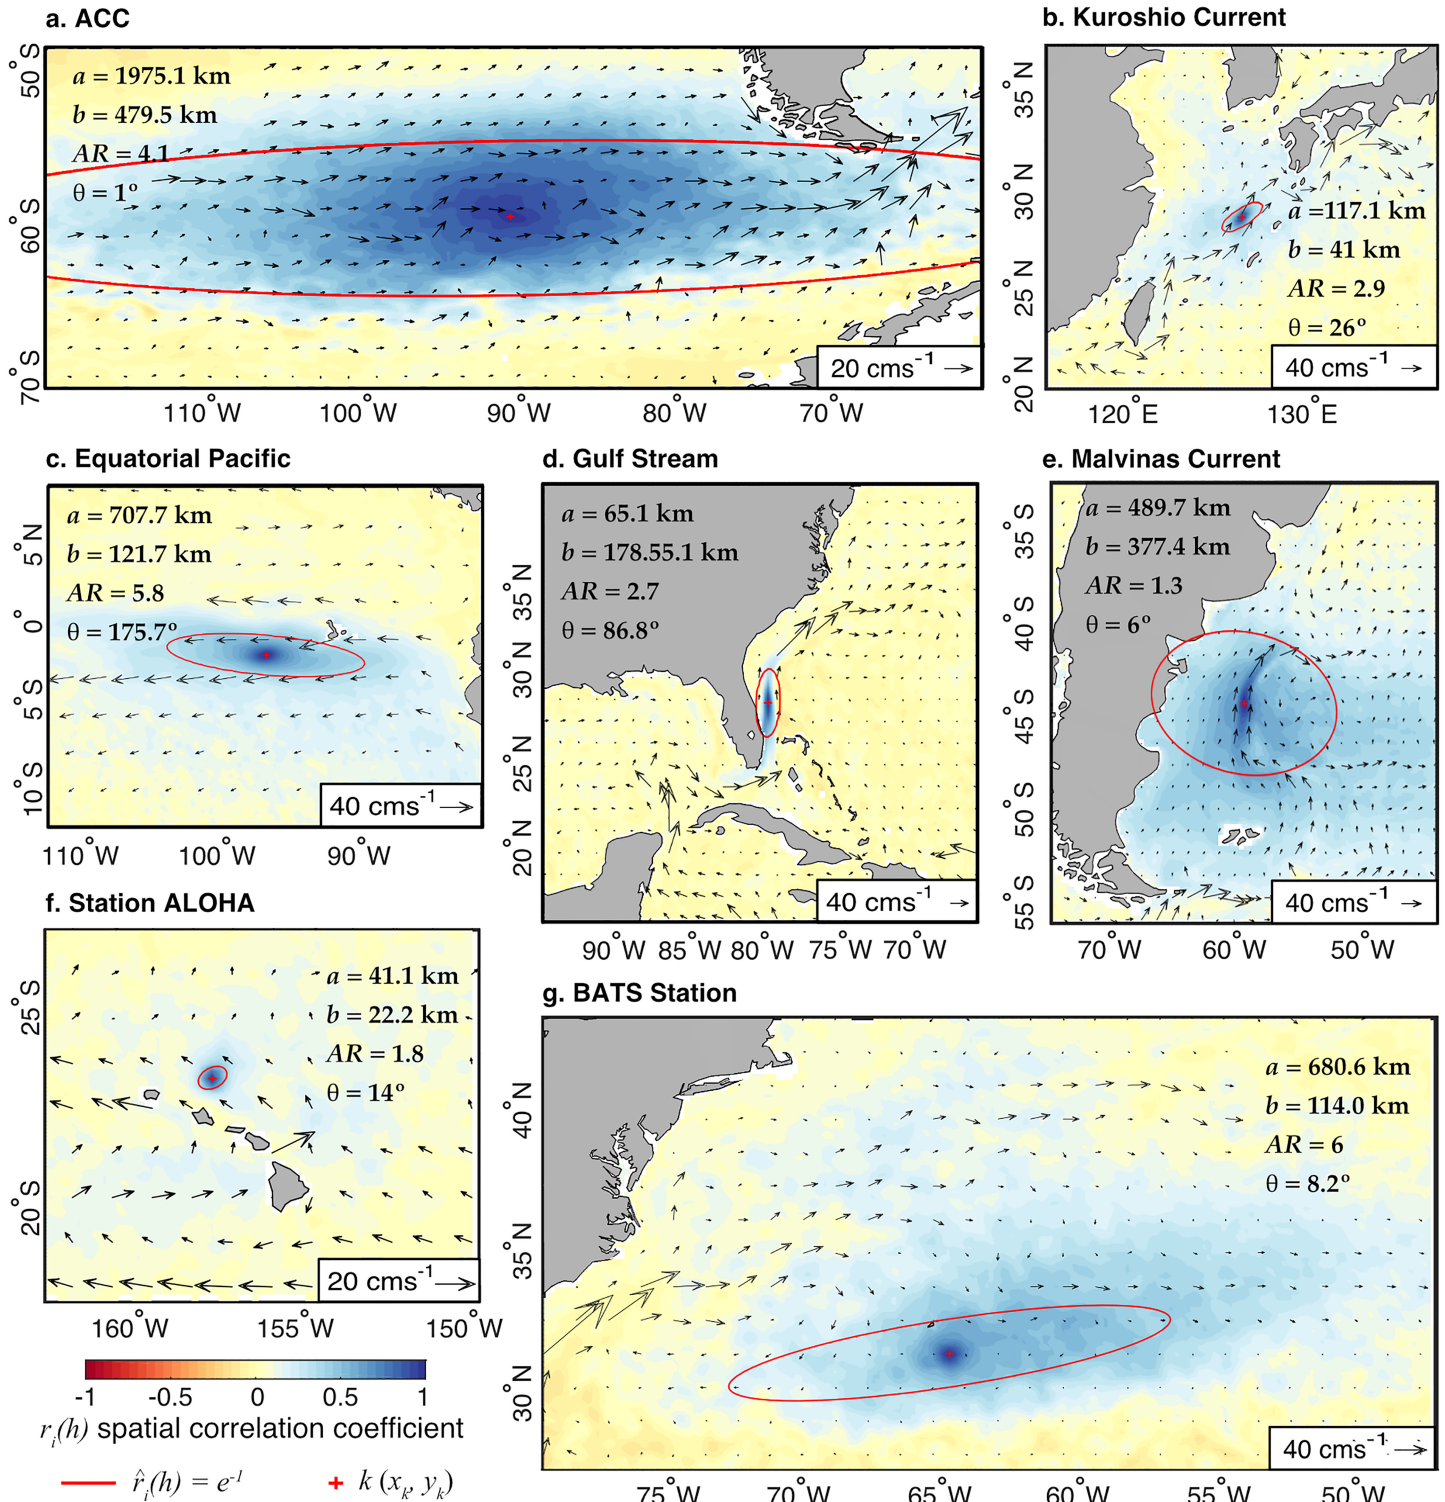 a. ACC
a = 1975.1 km
b = 479.5 km
AR = 4.1
θ = 1°
50°S
60°S
70°S
20 cms⁻¹
110°W
100°W
90°W
80°W
70°W
b. Kuroshio Current
35°N
30°N
25°N
20°N
a =117.1 km
b = 41 km
AR = 2.9
θ = 26°
40 cms⁻¹
120°E
130°E
c. Equatorial Pacific
a = 707.7 km
b = 121.7 km
AR = 5.8
θ = 175.7°
5°N
0°
5°S
10°S
40 cms⁻¹
110°W
100°W
90°W
d. Gulf Stream
a = 65.1 km
b = 178.55.1 km
AR = 2.7
θ = 86.8°
35°N
30°N
25°N
20°N
40 cms⁻¹
90°W
85°W
80°W
75°W
70°W
e. Malvinas Current
a = 489.7 km
b = 377.4 km
AR = 1.3
θ = 6°
35°S
40°S
45°S
50°S
55°S
40 cms⁻¹
70°W
60°W
50°W
f. Station ALOHA
a = 41.1 km
b = 22.2 km
AR = 1.8
θ = 14°
25°S
20°S
20 cms⁻¹
160°W
155°W
150°W
g. BATS Station
a = 680.6 km
b = 114.0 km
AR = 6
θ = 8.2°
40°N
35°N
30°N
40 cms⁻¹
75°W
70°W
65°W
60°W
55°W
50°W
-1 -0.5 0 0.5 1
rᵢ(h) spatial correlation coefficient
r̂ᵢ(h) = e⁻¹
k (xₖ, yₖ)